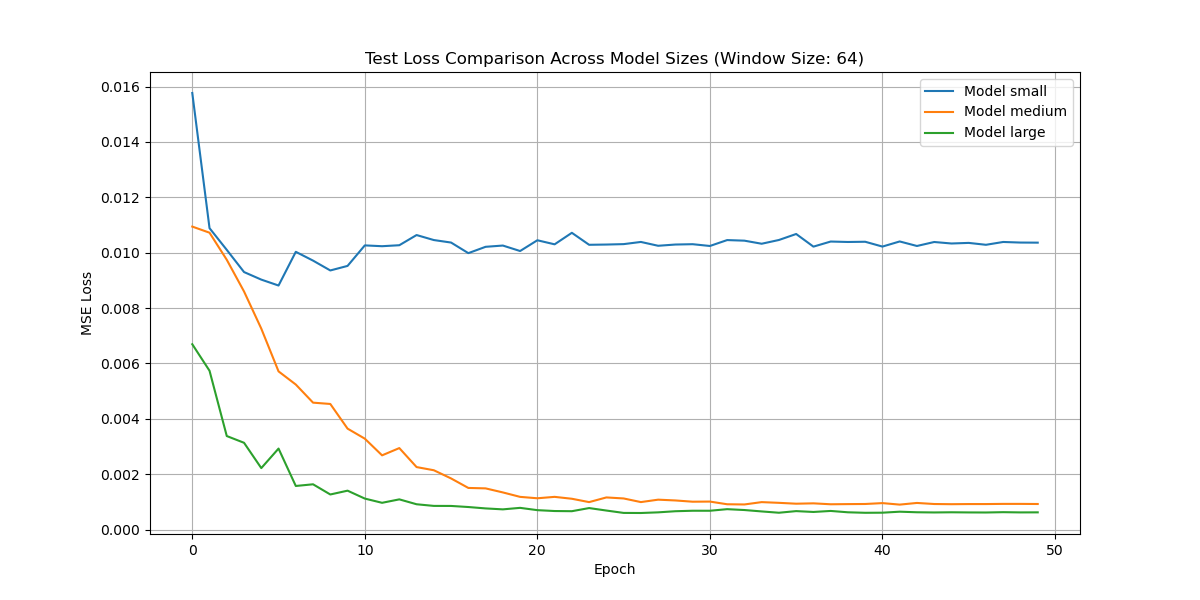 Test Loss Comparison Across Model Sizes (Window Size: 64)
Model small
Model medium
Model large
MSE Loss
0.016
0.014
0.012
0.010
0.008
0.006
0.004
0.002
0.000
0
10
20
30
40
50
Epoch